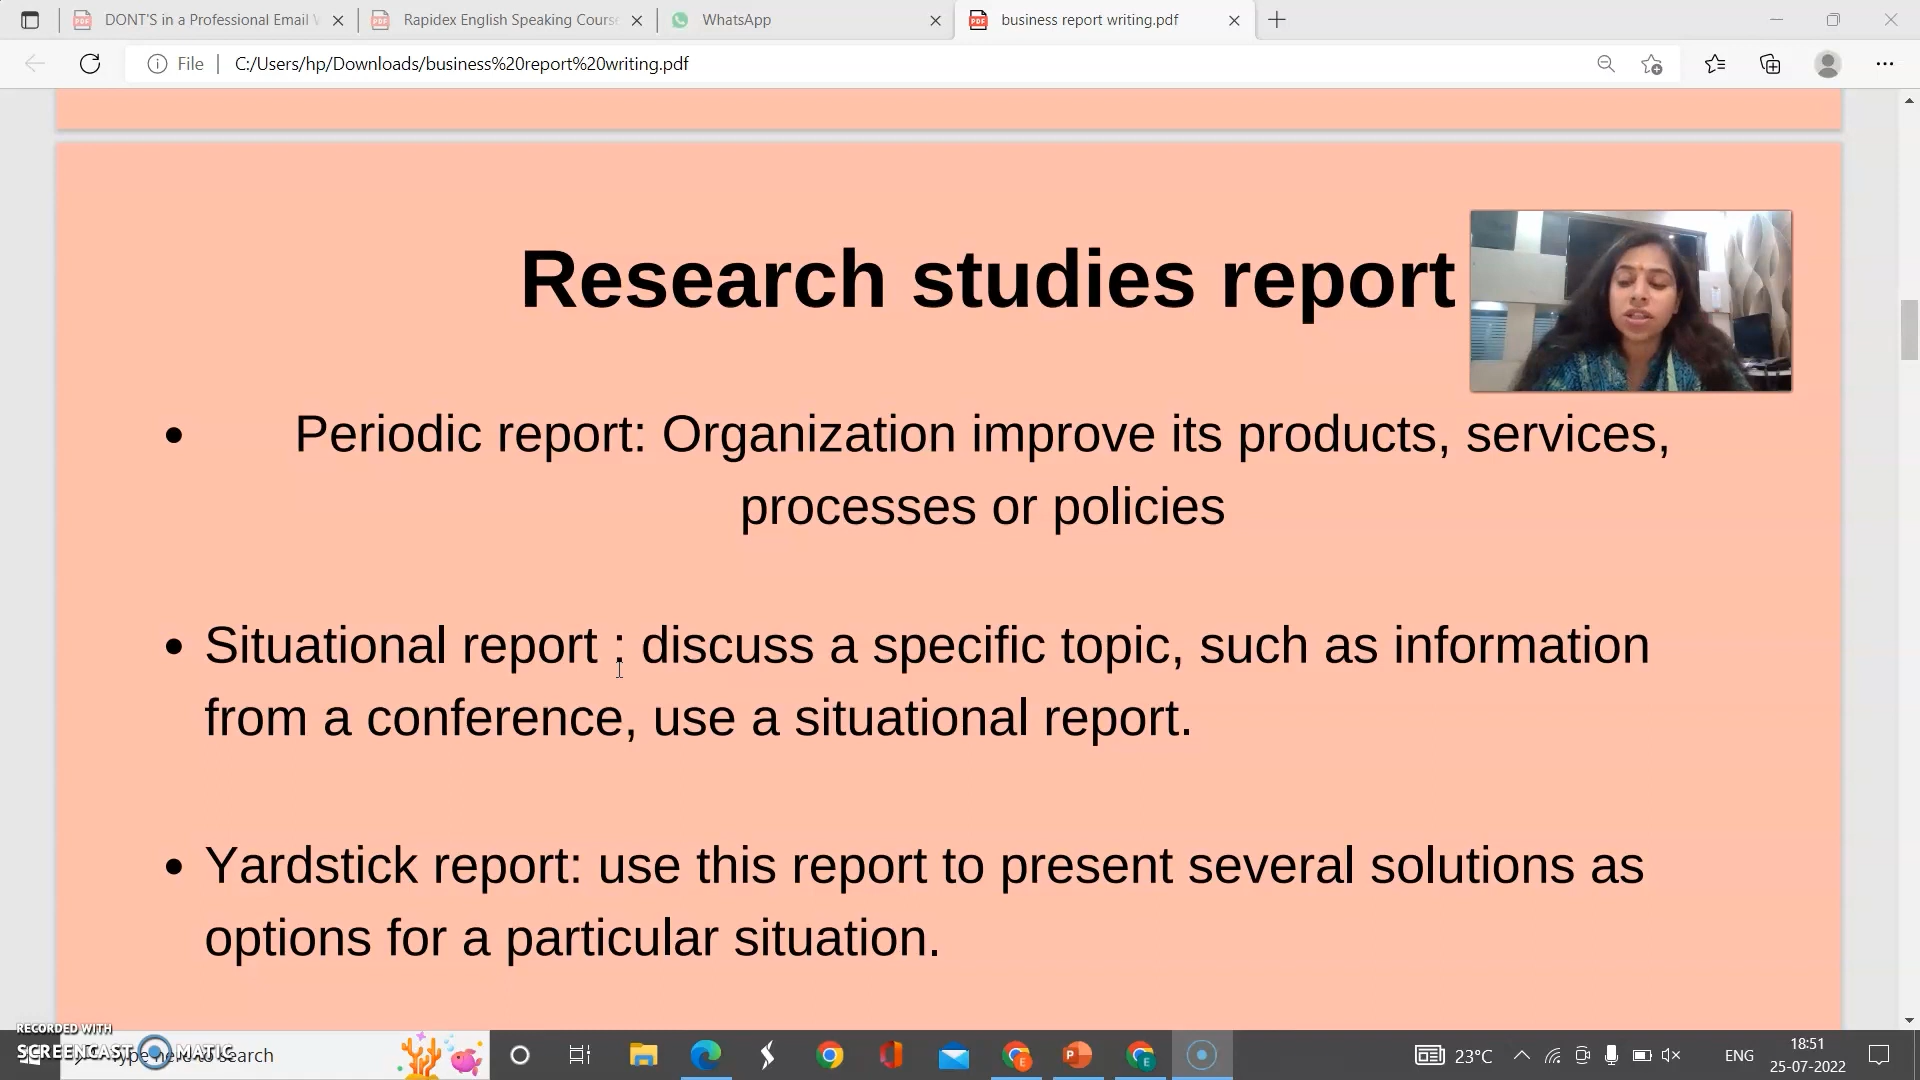 DONT'S in a Professional Email
Rapidex English Speaking Course
WhatsApp
business report writing.pdf
File
C:/Users/hp/Downloads/business%20report%20writing.pdf
Research studies report
• Periodic report: Organization improve its products, services,
processes or policies
• Situational report : discuss a specific topic, such as information
from a conference, use a situational report.
• Yardstick report: use this report to present several solutions as
options for a particular situation.
RECORDED WITH
SCREENCAST MATIC
Type here to search
23°C
ENG
18:51
25-07-2022